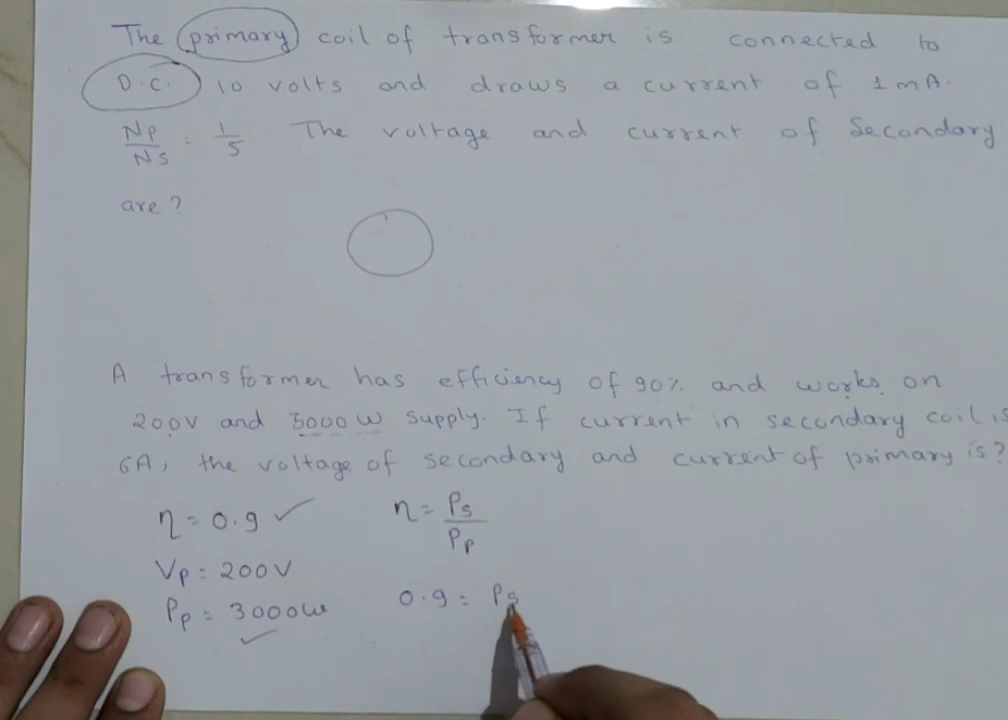 The primary coil of transformer is connected to
D.C. 10 volts and draws a current of 1mA.
Np/Ns = 1/5 The voltage and current of Secondary
are?
A transformer has efficiency of 90% and works on
200V and 3000 W supply. If current in secondary coil is
6A, the voltage of secondary and current of primary is?
η = 0.9 ✓ η = Ps/Pp
Vp = 200V
Pp = 3000W 0.9 = Ps